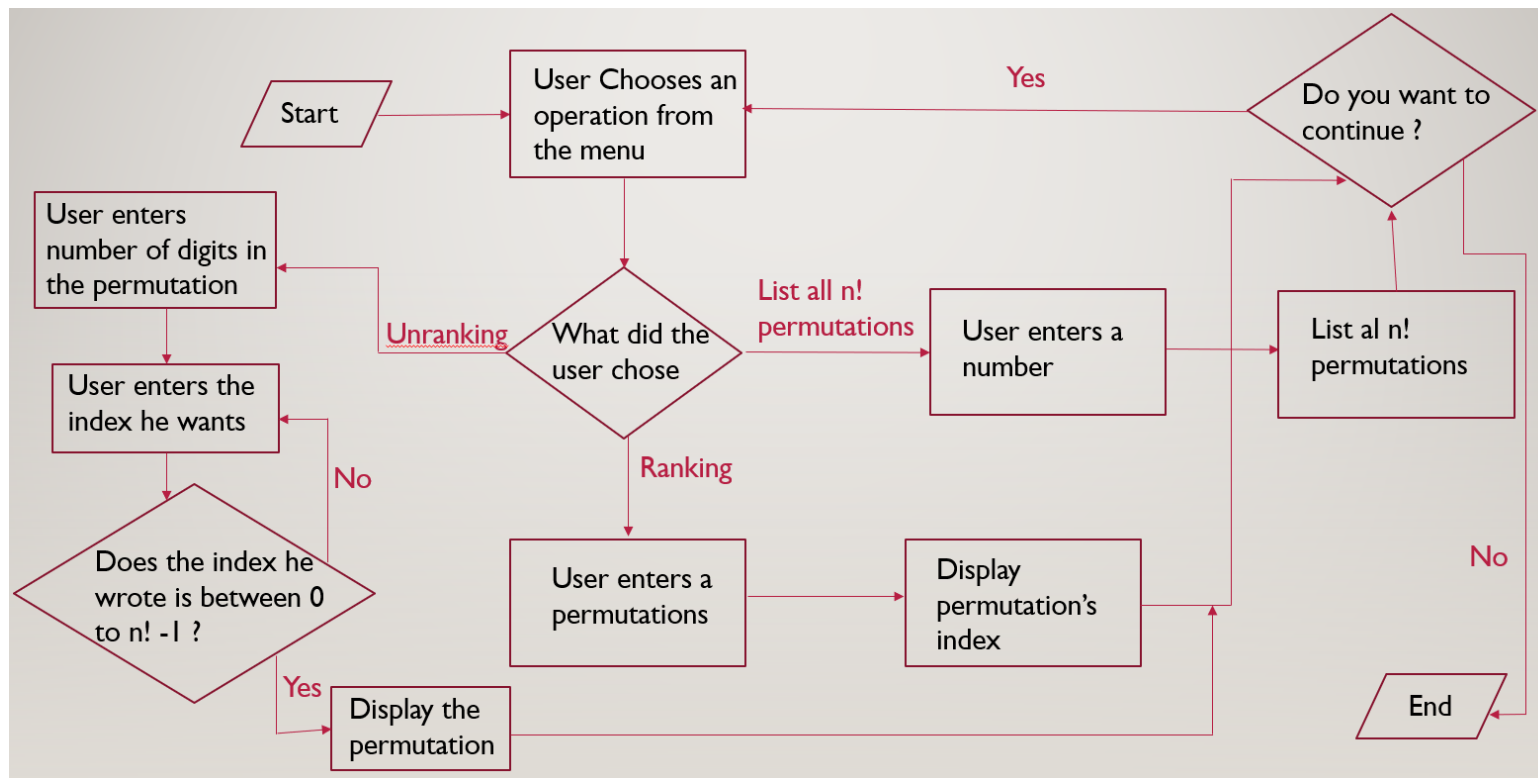 Start
User Chooses an
operation from
the menu
Yes
Do you want to
continue ?
User enters
number of digits in
the permutation
Unranking
What did the
user chose
List all n!
permutations
User enters a
number
List al n!
permutations
User enters the
index he wants
No
Ranking
Does the index he
wrote is between 0
to n! -1 ?
User enters a
permutations
Display
permutation’s
index
No
Yes
Display the
permutation
End